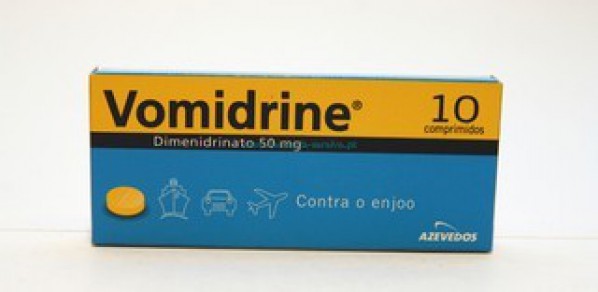 Vomidrine®
10
comprimidos
Dimenidrinato 50 mg
Contra o enjoo
AZEVEDOS